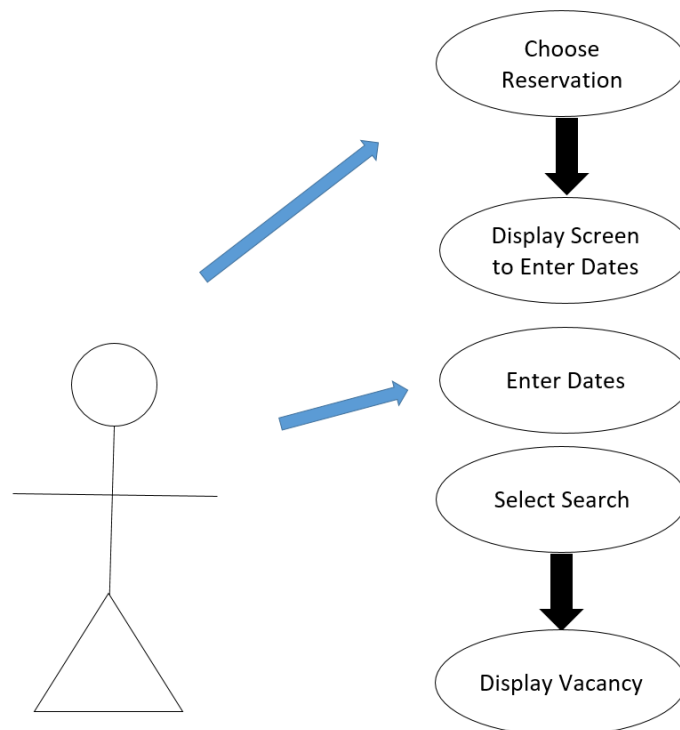 Choose
Reservation
Display Screen
to Enter Dates
Enter Dates
Select Search
Display Vacancy